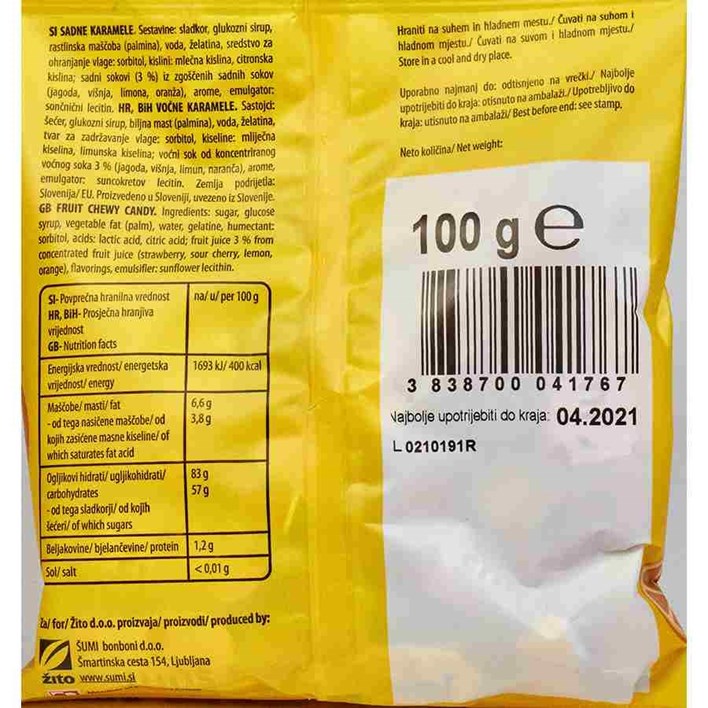 SI SADNE KARAMELE. Sestavine: sladkor, glukozni sirup,
rastlinska maščoba (palmina), voda, želatina, sredstvo za
ohranjanje vlage: sorbitol, kislini: mlečna kislina, citronska
kislina; sadni sokovi (3 %) iz zgoščenih sadnih sokov
(jagoda, višnja, limona, oranža), arome, emulgator:
sončnični lecitin. HR, BiH VOĆNE KARAMELE. Sastojci:
šećer, glukozni sirup, biljna mast (palmina), voda, želatina,
tvar za zadržavanje vlage: sorbitol, kiseline: mliječna
kiselina, limunska kiselina; voćni sok od koncentriranog
voćnog soka 3 % (jagoda, višnja, limun, naranča), arome,
emulgator: suncokretov lecitin. Zemlja podrijetla:
Slovenija/ EU. Proizvedeno u Sloveniji, uvezeno iz Slovenije.
GB FRUIT CHEWY CANDY. Ingredients: sugar, glucose
syrup, vegetable fat (palm), water, gelatine, humectant:
sorbitol, acids: lactic acid, citric acid; fruit juice 3 % from
concentrated fruit juice (strawberry, sour cherry, lemon,
orange), flavorings, emulsifier: sunflower lecithin.
SI- Povprečna hranilna vrednost na/ u/ per 100 g
HR, BiH- Prosječna hranjiva
vrijednost
GB- Nutrition facts
Energijska vrednost/ energetska 1693 kJ/ 400 kcal
vrijednost/ energy
Maščobe/ masti/ fat 6,6 g
- od tega nasičene maščobe/ od 3,8 g
kojih zasićene masne kiseline/ of
which saturates fat acid
Ogljikovi hidrati/ ugljikohidrati/ 83 g
carbohydrates 57 g
- od tega sladkorji/ od kojih
šećeri/ of which sugars
Beljakovine/ bjelančevine/ protein 1,2 g
Sol/ salt <0,01 g
Za/ for/ Žito d.o.o. proizvaja/ proizvodi/ produced by:
ŠUMI bonboni d.o.o.
Šmartinska cesta 154, Ljubljana
žito www.sumi.si
Hraniti na suhem in hladnem mestu./ Čuvati na suhom i
hladnom mjestu./ Čuvati na suvom i hladnom mjestu./
Store in a cool and dry place.
Uporabno najmanj do: odtisnjeno na vrečki./ Najbolje
upotrijebiti do kraja: otisnuto na ambalaži./ Upotrebljivo do
kraja: utisnuto na ambalaži/ Best before end: see stamp.
Neto količina/ Net weight:
100 g e
3 838700 041767
Najbolje upotrijebiti do kraja: 04.2021
L 0210191R